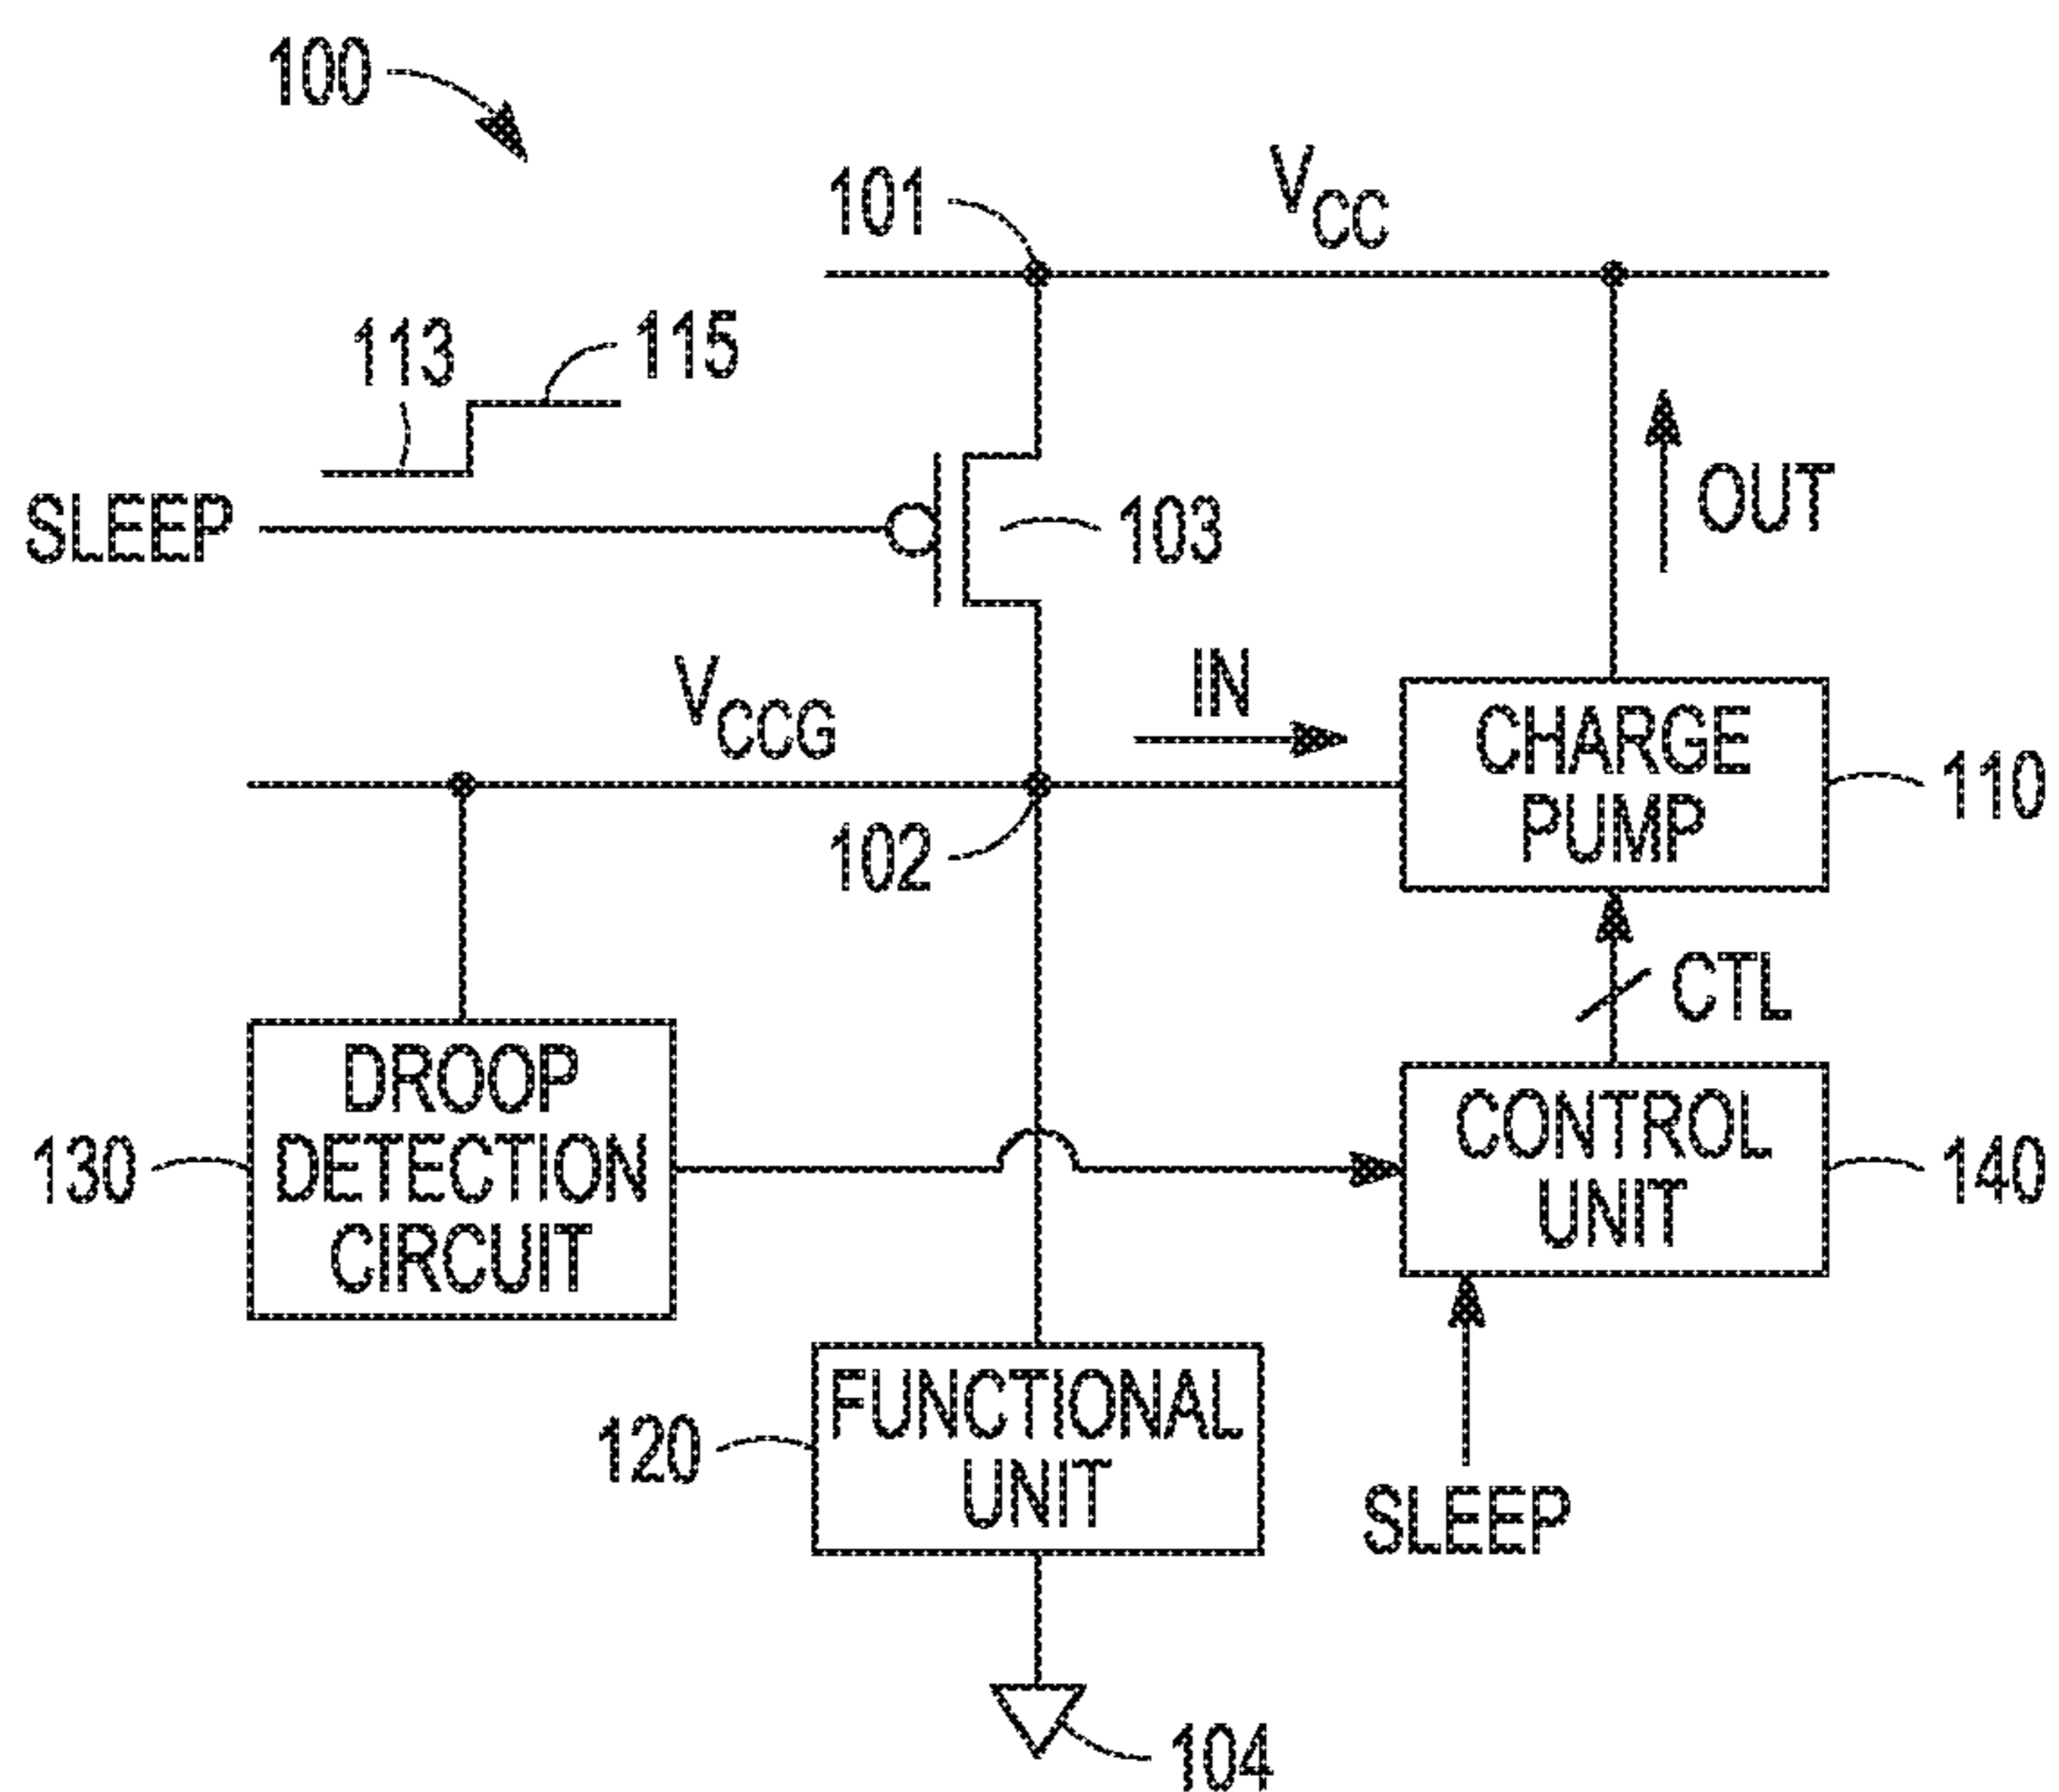 100
101
VCC
113
115
SLEEP
103
OUT
VCCG
IN
CHARGE
PUMP
110
102
CTL
DROOP
DETECTION
CIRCUIT
130
CONTROL
UNIT
140
FUNCTIONAL
UNIT
120
SLEEP
104